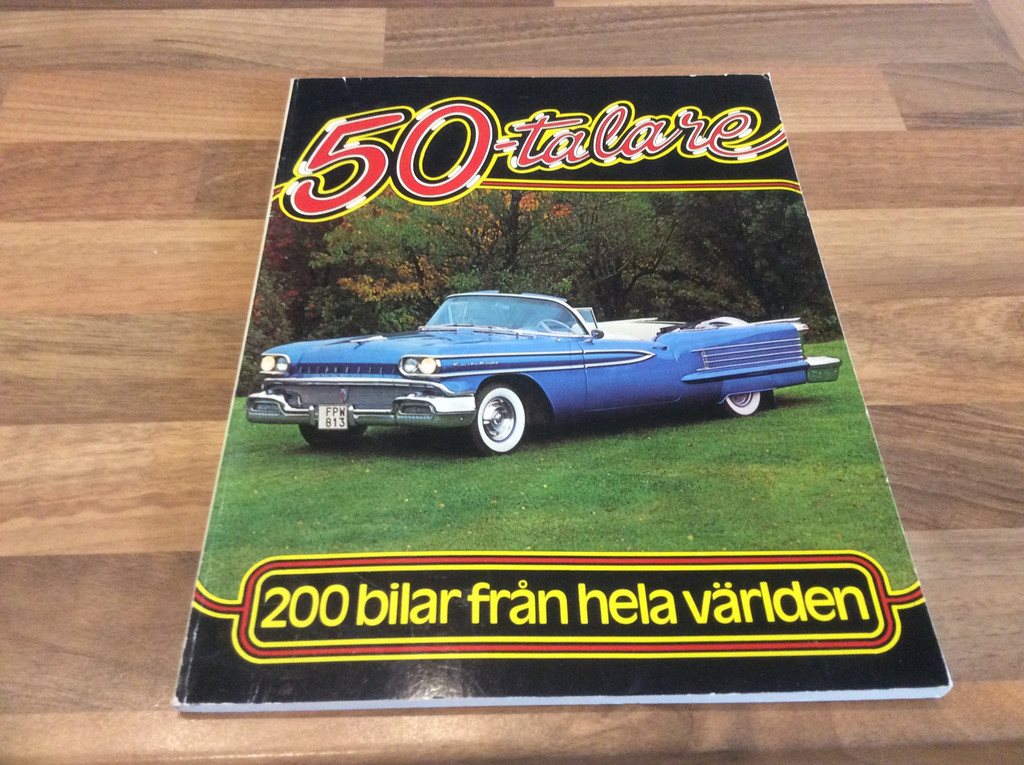 50-talare
FPW
813
200 bilar från hela världen